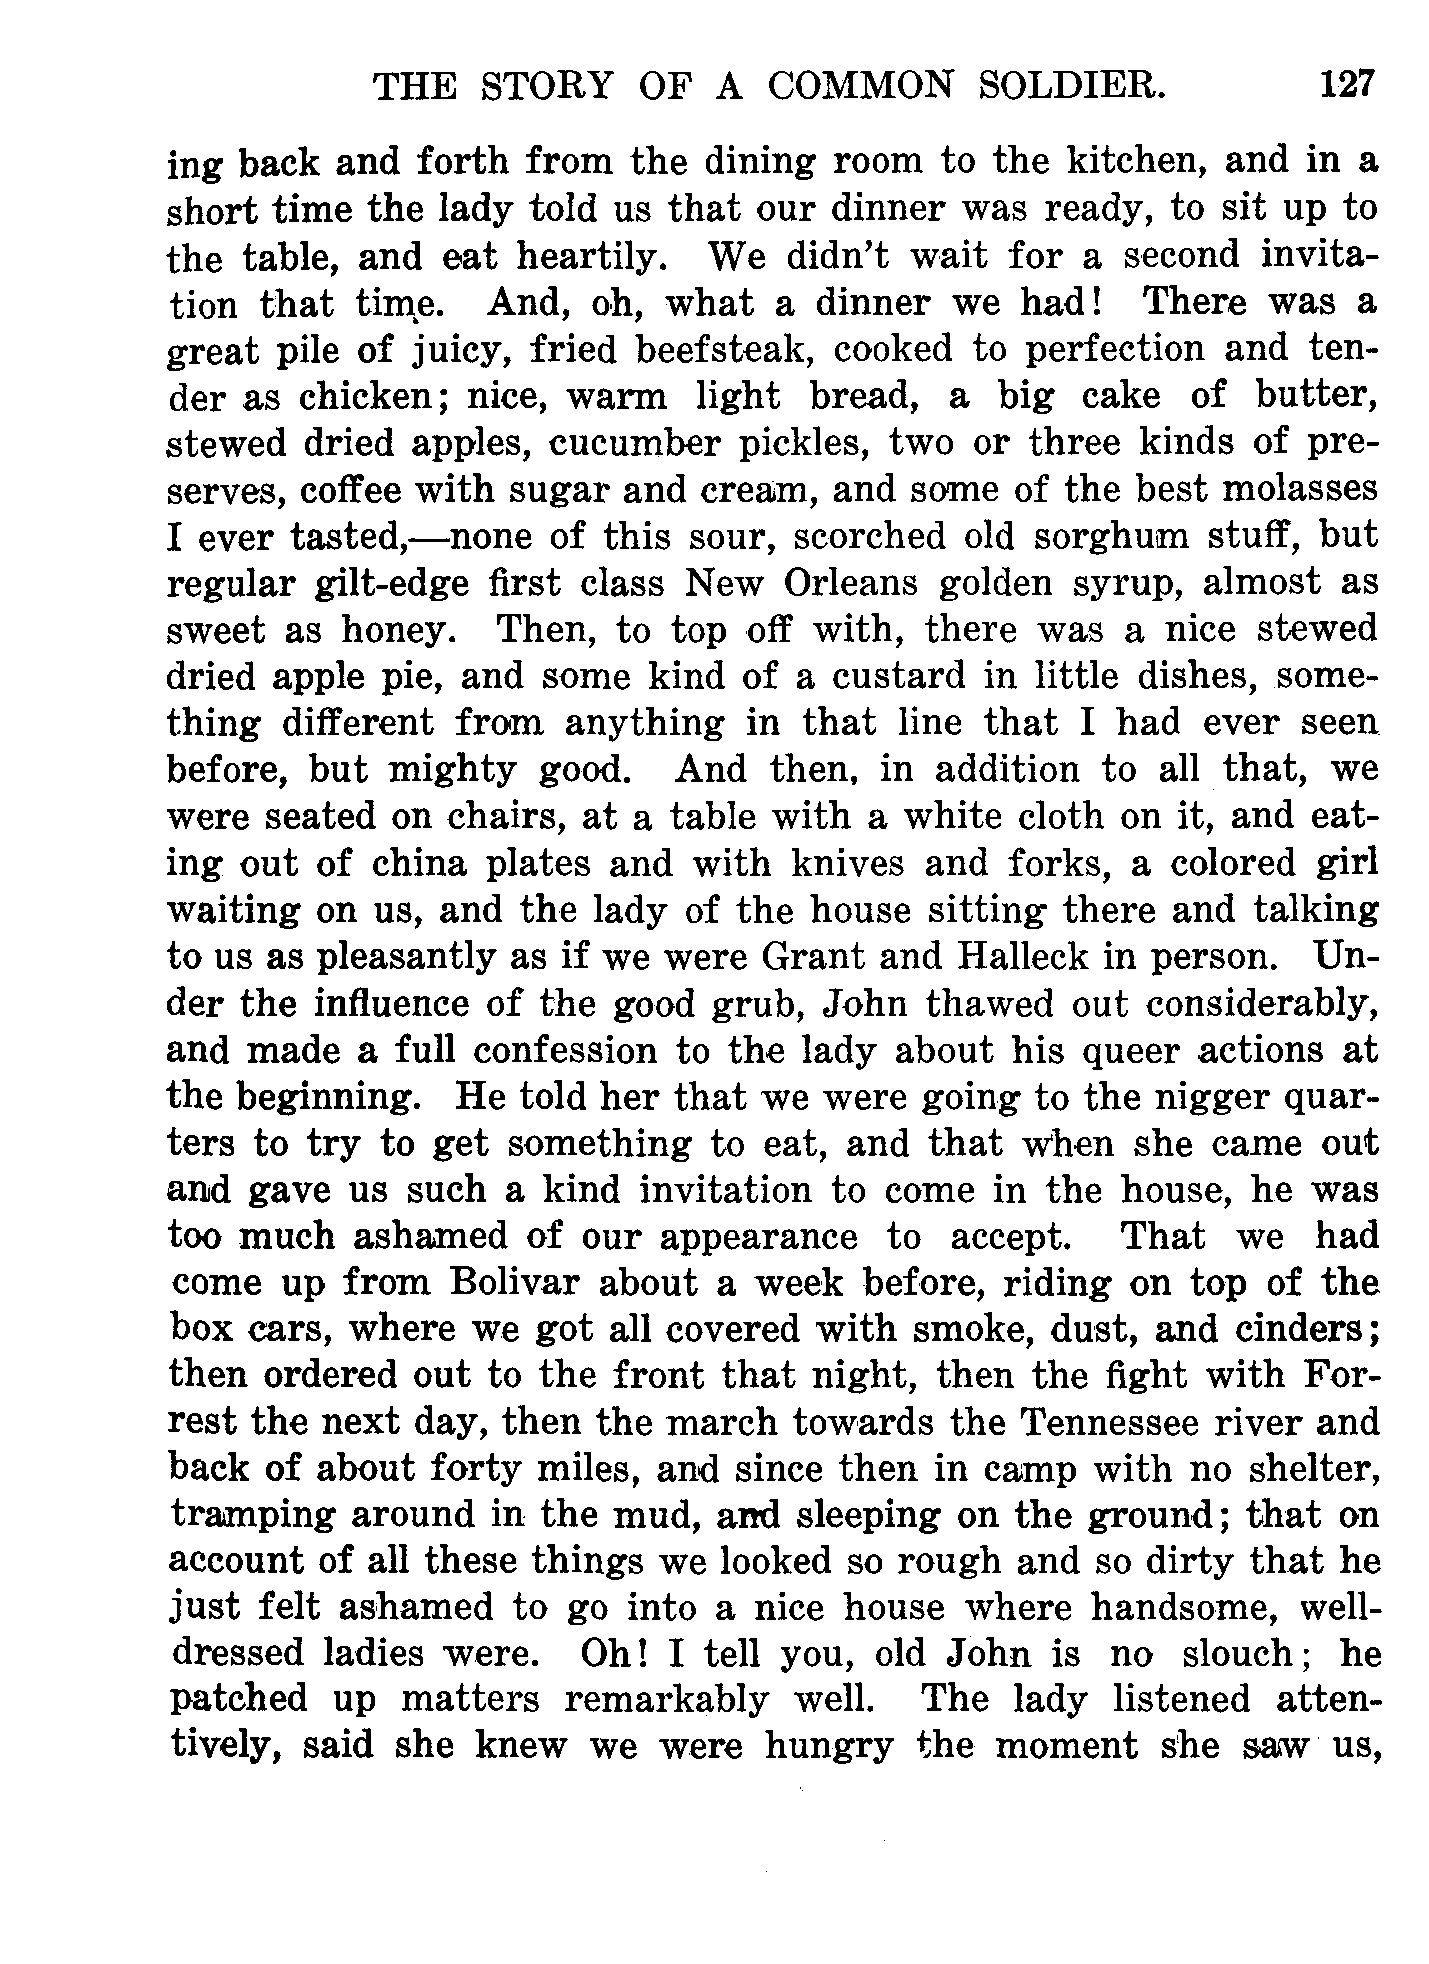 THE STORY OF A COMMON SOLDIER. 127
ing back and forth from the dining room to the kitchen, and in a
short time the lady told us that our dinner was ready, to sit up to
the table, and eat heartily. We didn't wait for a second invita-
tion that time. And, oh, what a dinner we had! There was a
great pile of juicy, fried beefsteak, cooked to perfection and ten-
der as chicken; nice, warm light bread, a big cake of butter,
stewed dried apples, cucumber pickles, two or three kinds of pre-
serves, coffee with sugar and cream, and some of the best molasses
I ever tasted,—none of this sour, scorched old sorghum stuff, but
regular gilt-edge first class New Orleans golden syrup, almost as
sweet as honey. Then, to top off with, there was a nice stewed
dried apple pie, and some kind of a custard in little dishes, some-
thing different from anything in that line that I had ever seen
before, but mighty good. And then, in addition to all that, we
were seated on chairs, at a table with a white cloth on it, and eat-
ing out of china plates and with knives and forks, a colored girl
waiting on us, and the lady of the house sitting there and talking
to us as pleasantly as if we were Grant and Halleck in person. Un-
der the influence of the good grub, John thawed out considerably,
and made a full confession to the lady about his queer actions at
the beginning. He told her that we were going to the nigger quar-
ters to try to get something to eat, and that when she came out
and gave us such a kind invitation to come in the house, he was
too much ashamed of our appearance to accept. That we had
come up from Bolivar about a week before, riding on top of the
box cars, where we got all covered with smoke, dust, and cinders;
then ordered out to the front that night, then the fight with For-
rest the next day, then the march towards the Tennessee river and
back of about forty miles, and since then in camp with no shelter,
tramping around in the mud, and sleeping on the ground; that on
account of all these things we looked so rough and so dirty that he
just felt ashamed to go into a nice house where handsome, well-
dressed ladies were. Oh! I tell you, old John is no slouch; he
patched up matters remarkably well. The lady listened atten-
tively, said she knew we were hungry the moment she saw us,